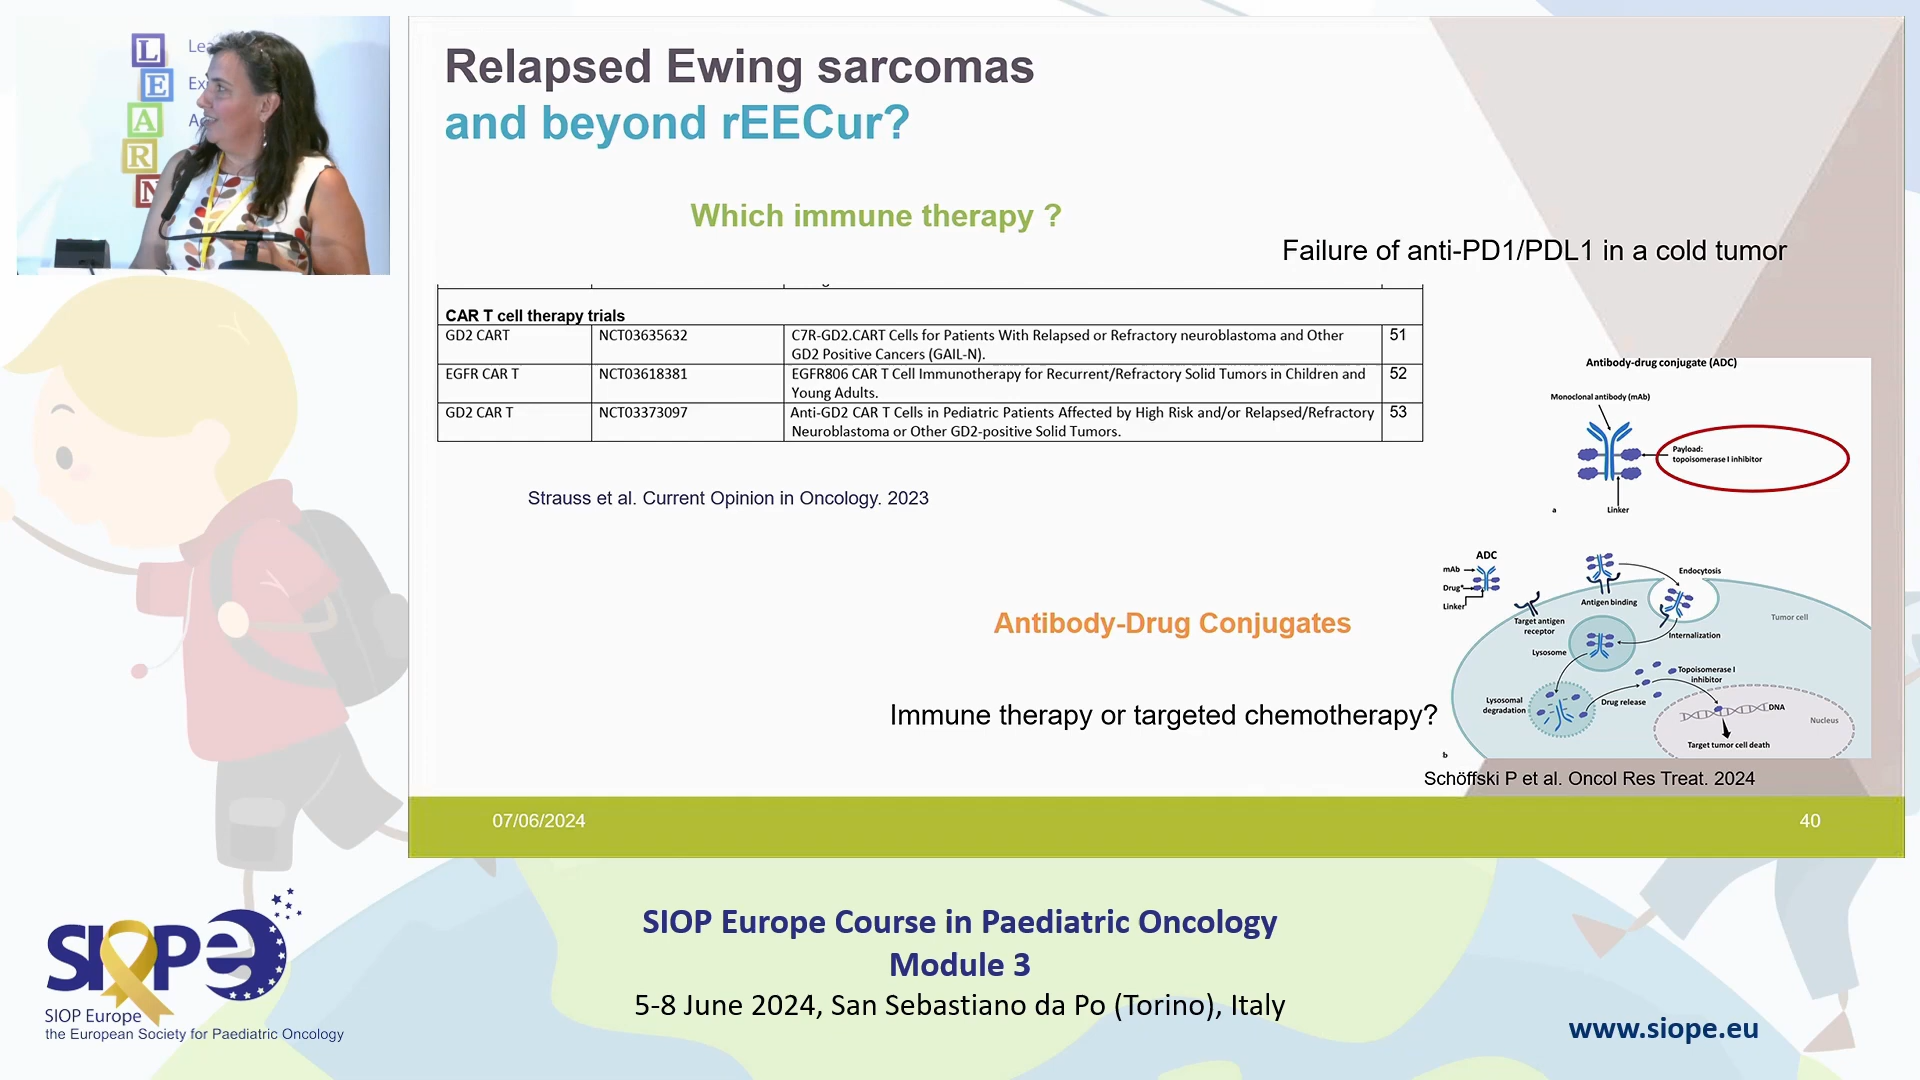 L
E
A
R
N
Lea
Ex
A
Relapsed Ewing sarcomas
and beyond rEECur?
Which immune therapy ?
Failure of anti-PD1/PDL1 in a cold tumor
CAR T cell therapy trials
GD2 CART NCT03635632 C7R-GD2.CART Cells for Patients With Relapsed or Refractory neuroblastoma and Other 51
GD2 Positive Cancers (GAIL-N).
EGFR CAR T NCT03618381 EGFR806 CAR T Cell Immunotherapy for Recurrent/Refractory Solid Tumors in Children and 52
Young Adults.
GD2 CAR T NCT03373097 Anti-GD2 CAR T Cells in Pediatric Patients Affected by High Risk and/or Relapsed/Refractory 53
Neuroblastoma or Other GD2-positive Solid Tumors.
Strauss et al. Current Opinion in Oncology. 2023
Antibody-drug conjugate (ADC)
Monoclonal antibody (mAb)
Payload:
topoisomerase I inhibitor
a
Linker
ADC
mAb
Drug*
Linker
Endocytosis
Antigen binding
Target antigen
receptor
Tumor cell
Internalization
Lysosome
Topoisomerase I
inhibitor
Lysosomal
degradation
Drug release
DNA
Nucleus
Target tumor cell death
b
Antibody-Drug Conjugates
Immune therapy or targeted chemotherapy?
Schöffski P et al. Oncol Res Treat. 2024
07/06/2024
40
SIOP Europe Course in Paediatric Oncology
Module 3
5-8 June 2024, San Sebastiano da Po (Torino), Italy
SIOPe
SIOP Europe
the European Society for Paediatric Oncology
www.siope.eu